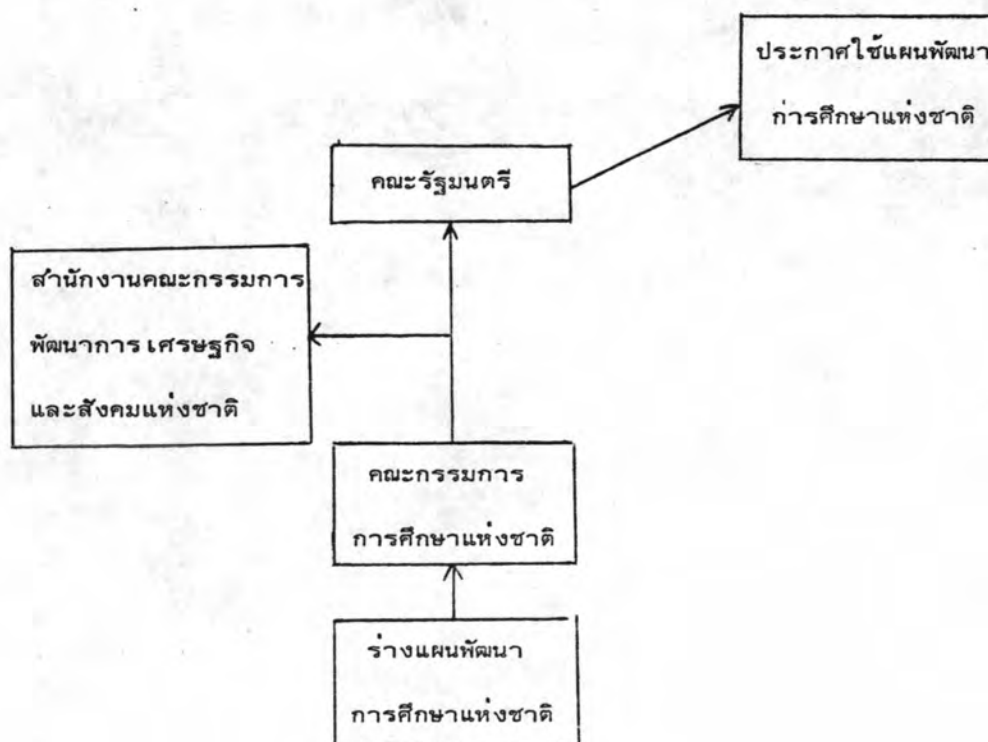 ประกาศใช้แผนพัฒนา
การศึกษาแห่งชาติ
คณะรัฐมนตรี
สำนักงานคณะกรรมการ
พัฒนาการ เศรษฐกิจ
และสังคมแห่งชาติ
คณะกรรมการ
การศึกษาแห่งชาติ
ร่างแผนพัฒนา
การศึกษาแห่งชาติ